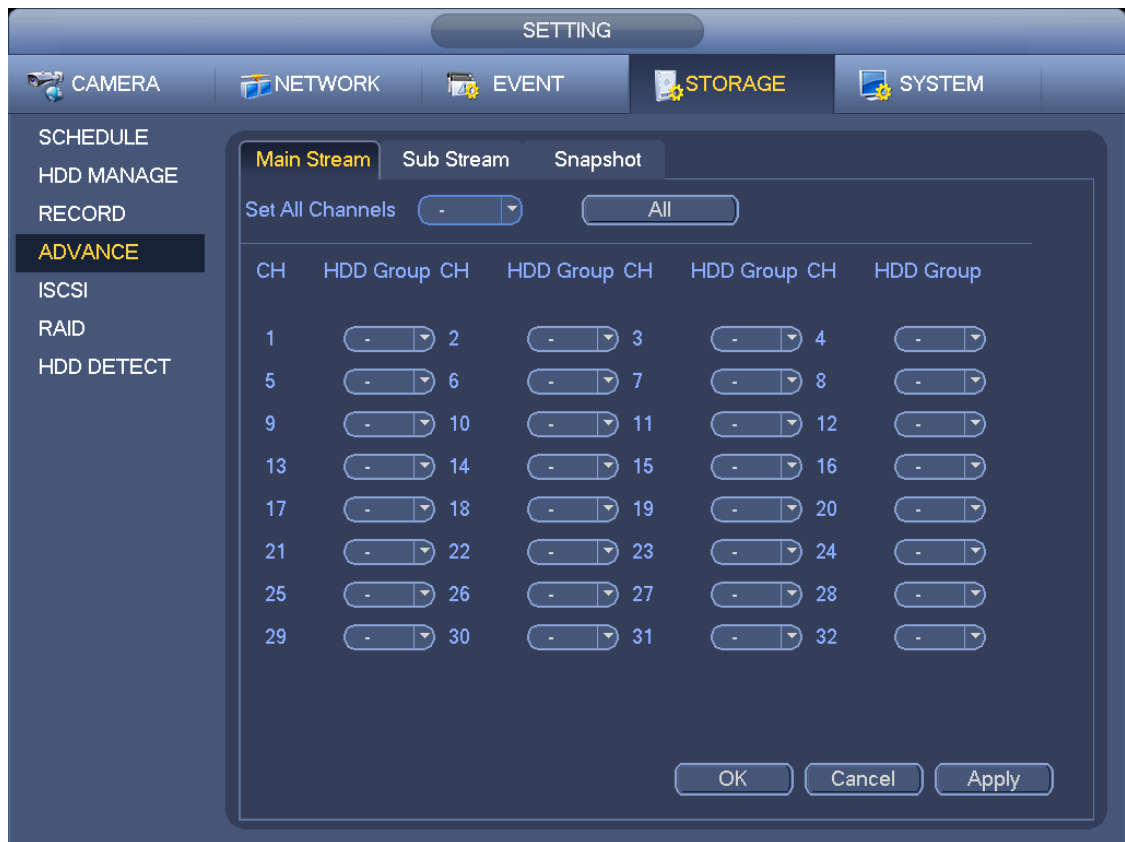 SETTING
CAMERA NETWORK EVENT STORAGE SYSTEM
SCHEDULE
HDD MANAGE
RECORD
ADVANCE
ISCSI
RAID
HDD DETECT
Main Stream Sub Stream Snapshot
Set All Channels - All
CH HDD Group CH HDD Group CH HDD Group CH HDD Group
1 - 2 - 3 - 4 -
5 - 6 - 7 - 8 -
9 - 10 - 11 - 12 -
13 - 14 - 15 - 16 -
17 - 18 - 19 - 20 -
21 - 22 - 23 - 24 -
25 - 26 - 27 - 28 -
29 - 30 - 31 - 32 -
OK Cancel Apply